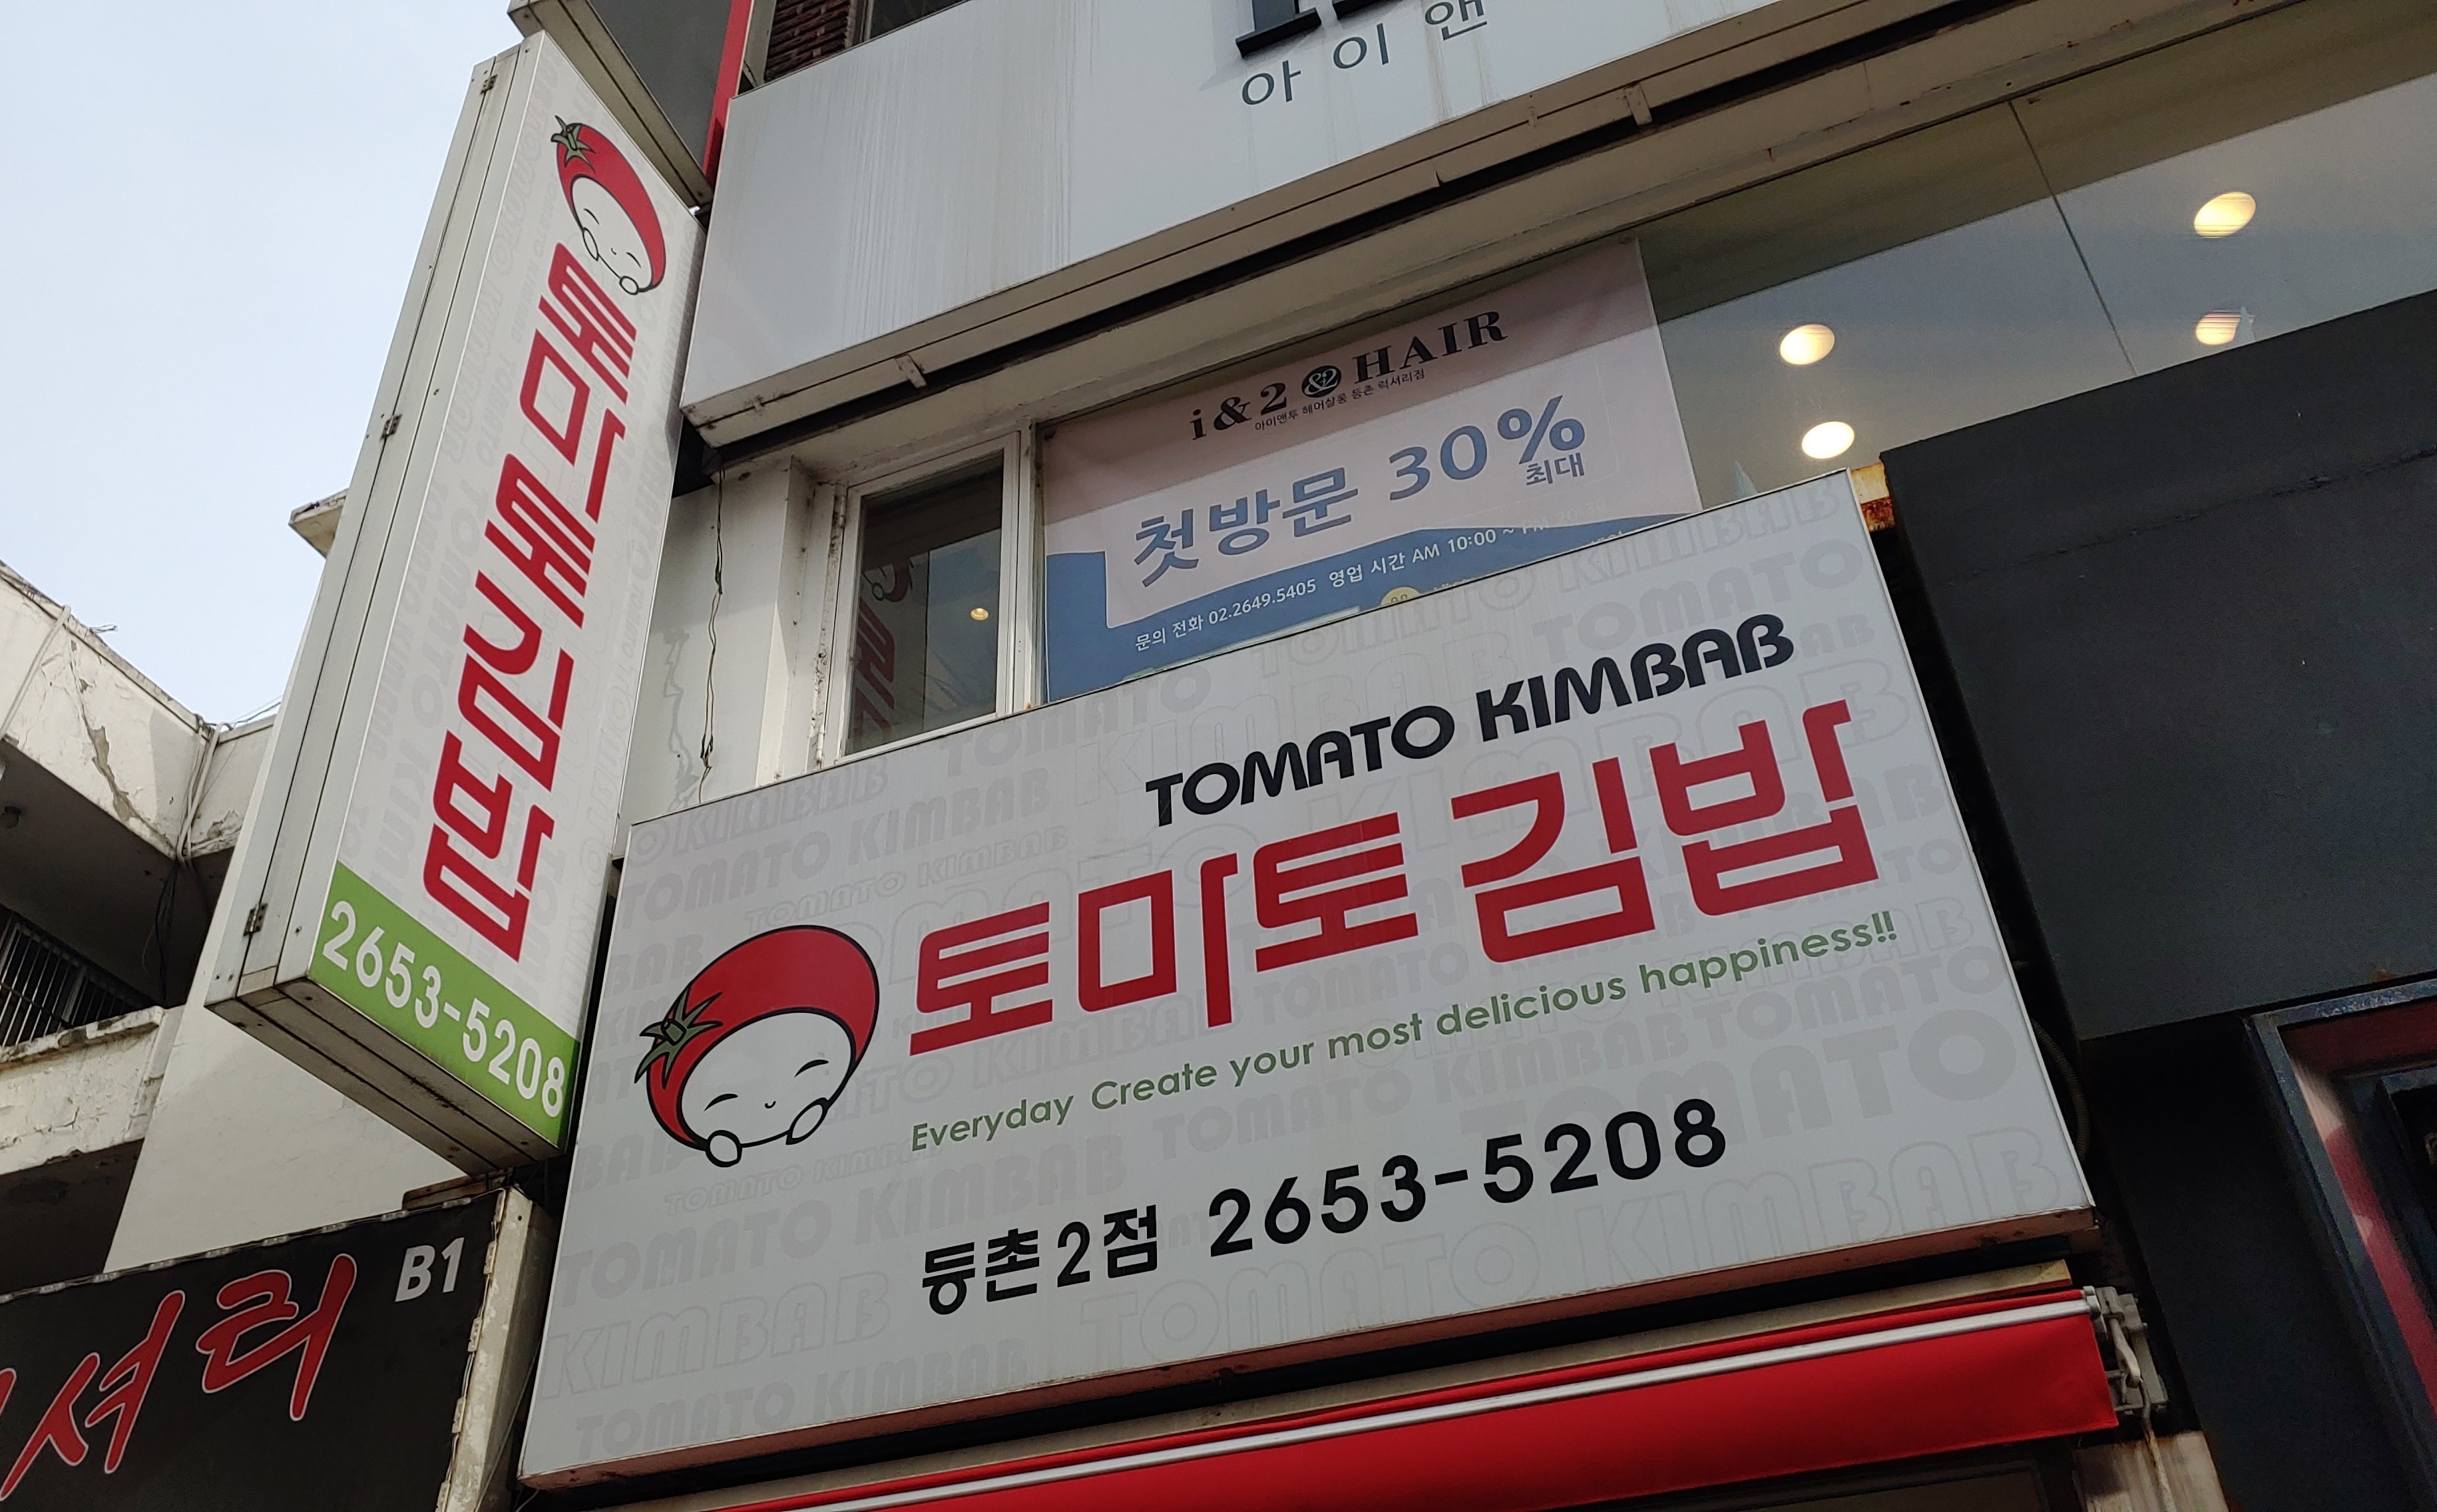 아이앤
i & 2 &2 HAIR
아이앤투 헤어살롱 등촌 럭셔리점
첫방문 30%
최대
문의 전화 02.2649.5405 영업 시간 AM 10:00 ~
토마토김밥
2653-5208
TOMATO KIMBAB
토마토김밥
Everyday Create your most delicious happiness!!
등촌2점 2653-5208
B1
셔리